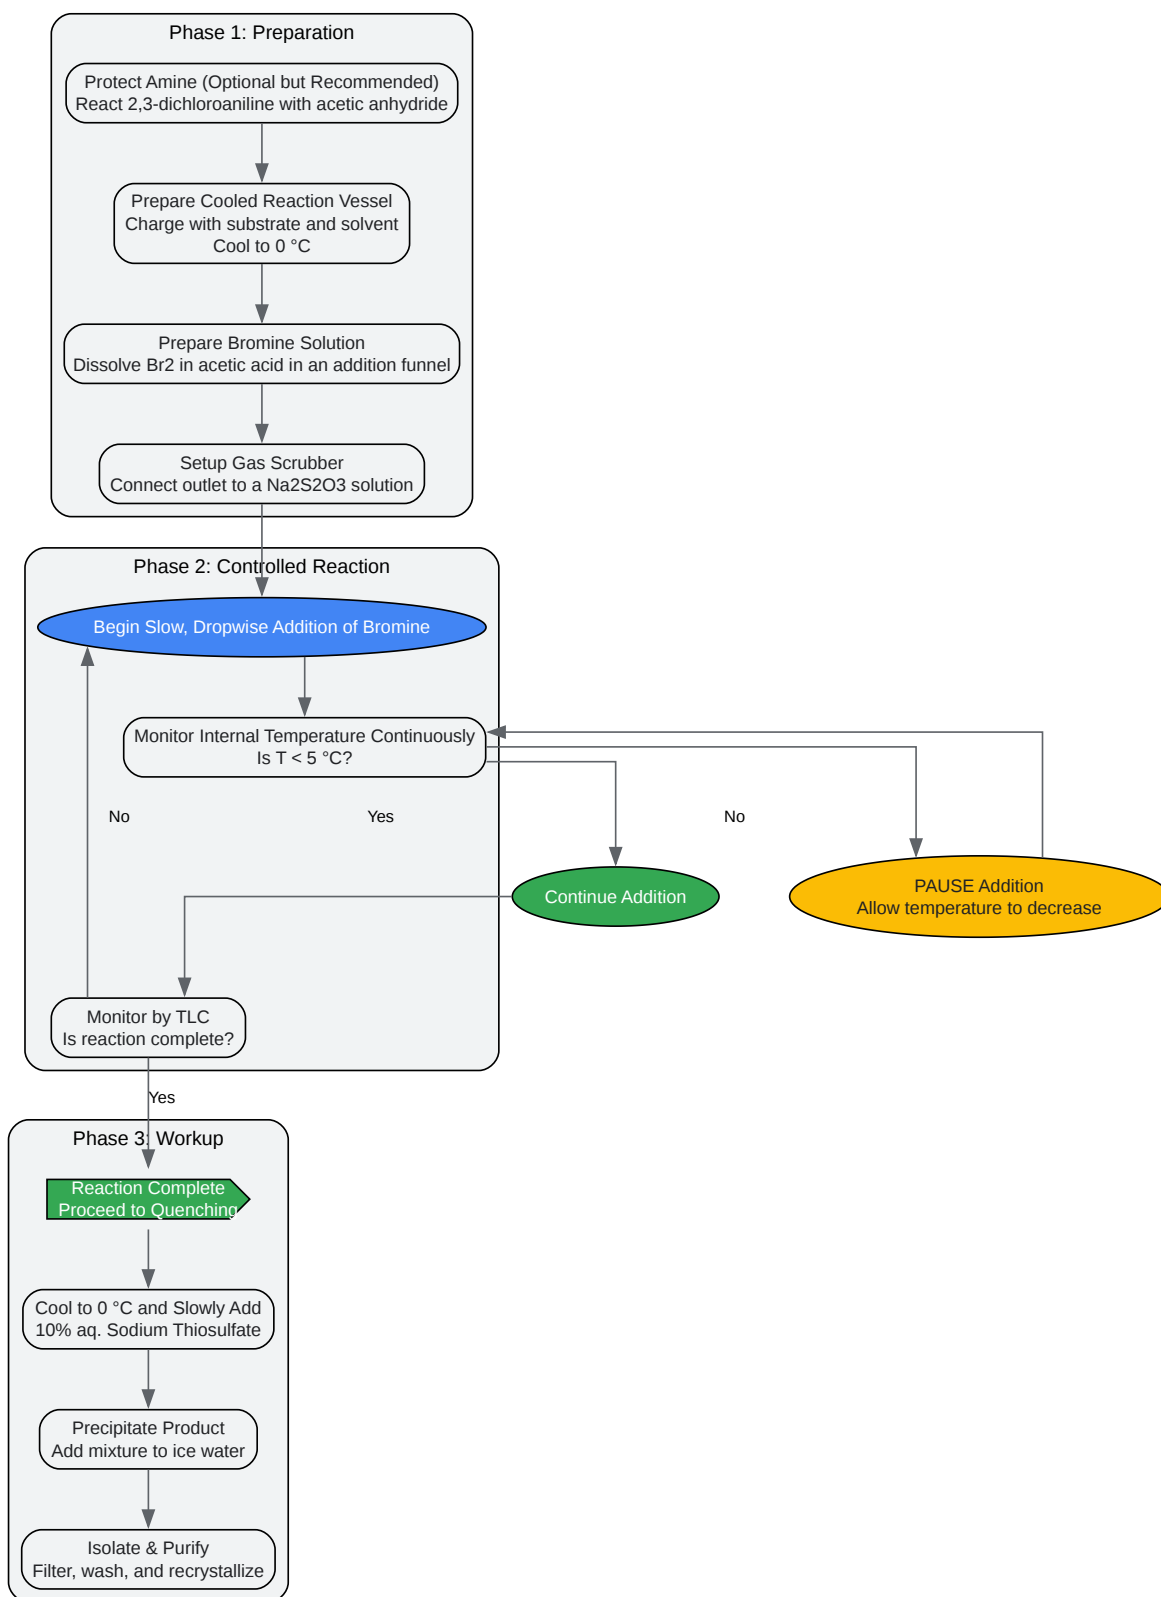 Phase 1: Preparation
Protect Amine (Optional but Recommended)
React 2,3-dichloroaniline with acetic anhydride
Prepare Cooled Reaction Vessel
Charge with substrate and solvent
Cool to 0 °C
Prepare Bromine Solution
Dissolve Br2 in acetic acid in an addition funnel
Setup Gas Scrubber
Connect outlet to a Na2S2O3 solution
Phase 2: Controlled Reaction
Begin Slow, Dropwise Addition of Bromine
Monitor Internal Temperature Continuously
Is T < 5 °C?
No
Yes
No
Continue Addition
PAUSE Addition
Allow temperature to decrease
Monitor by TLC
Is reaction complete?
Yes
Phase 3: Workup
Reaction Complete
Proceed to Quenching
Cool to 0 °C and Slowly Add
10% aq. Sodium Thiosulfate
Precipitate Product
Add mixture to ice water
Isolate & Purify
Filter, wash, and recrystallize